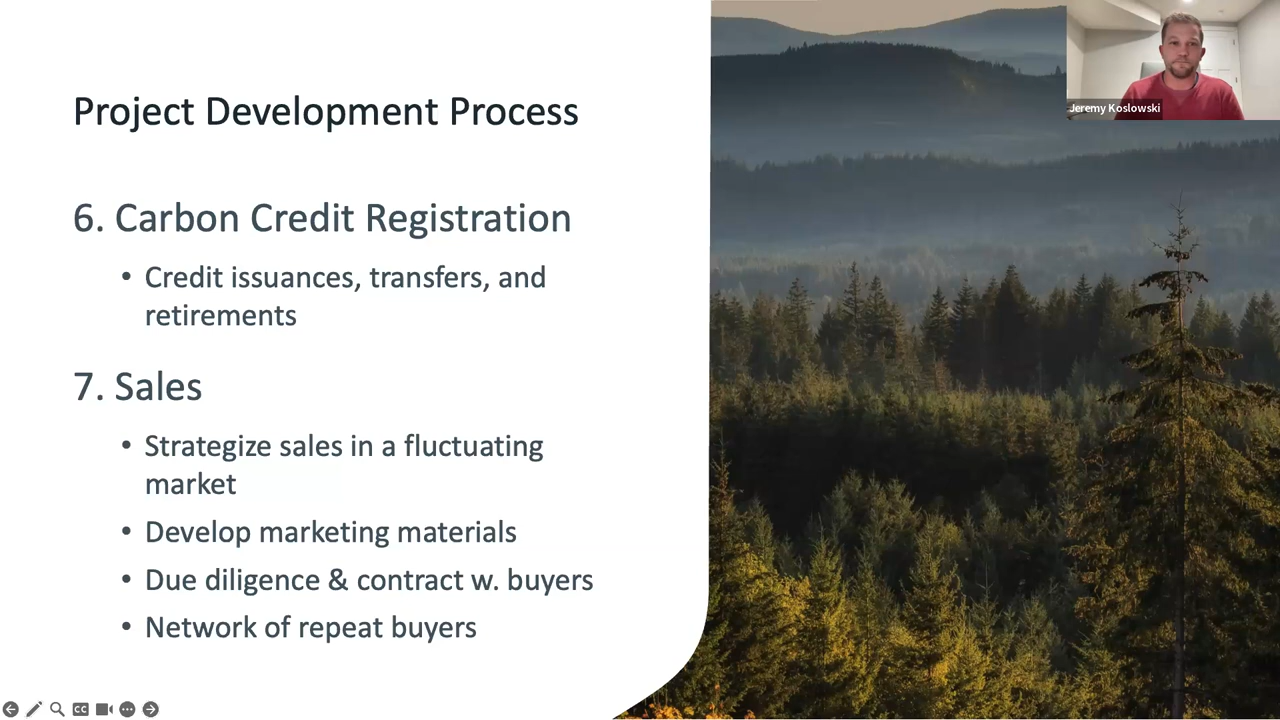 Project Development Process
6. Carbon Credit Registration
• Credit issuances, transfers, and
retirements
7. Sales
• Strategize sales in a fluctuating
market
• Develop marketing materials
• Due diligence & contract w. buyers
• Network of repeat buyers
Jeremy Koslowski
CC